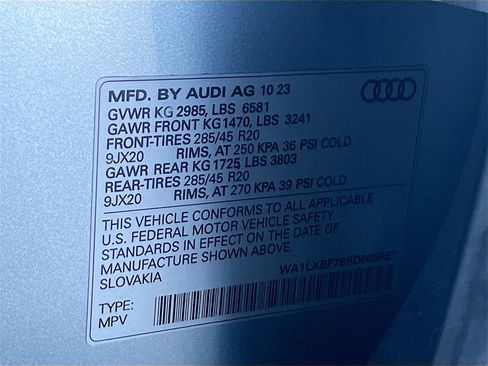 MFD. BY AUDI AG 10 23
GVWR KG 2985, LBS 6581
GAWR FRONT KG1470, LBS 3241
FRONT-TIRES 285/45 R20
9JX20 RIMS, AT 250 KPA 36 PSI COLD
GAWR REAR KG 1725 LBS 3803
REAR-TIRES 285/45 R20
9JX20 RIMS, AT 270 KPA 39 PSI COLD
THIS VEHICLE CONFORMS TO ALL APPLICABLE
U.S. FEDERAL MOTOR VEHICLE SAFETY
STANDARDS IN EFFECT ON DATE OF
MANUFACTURE SHOWN ABOVE.
SLOVAKIA
TYPE:
MPV